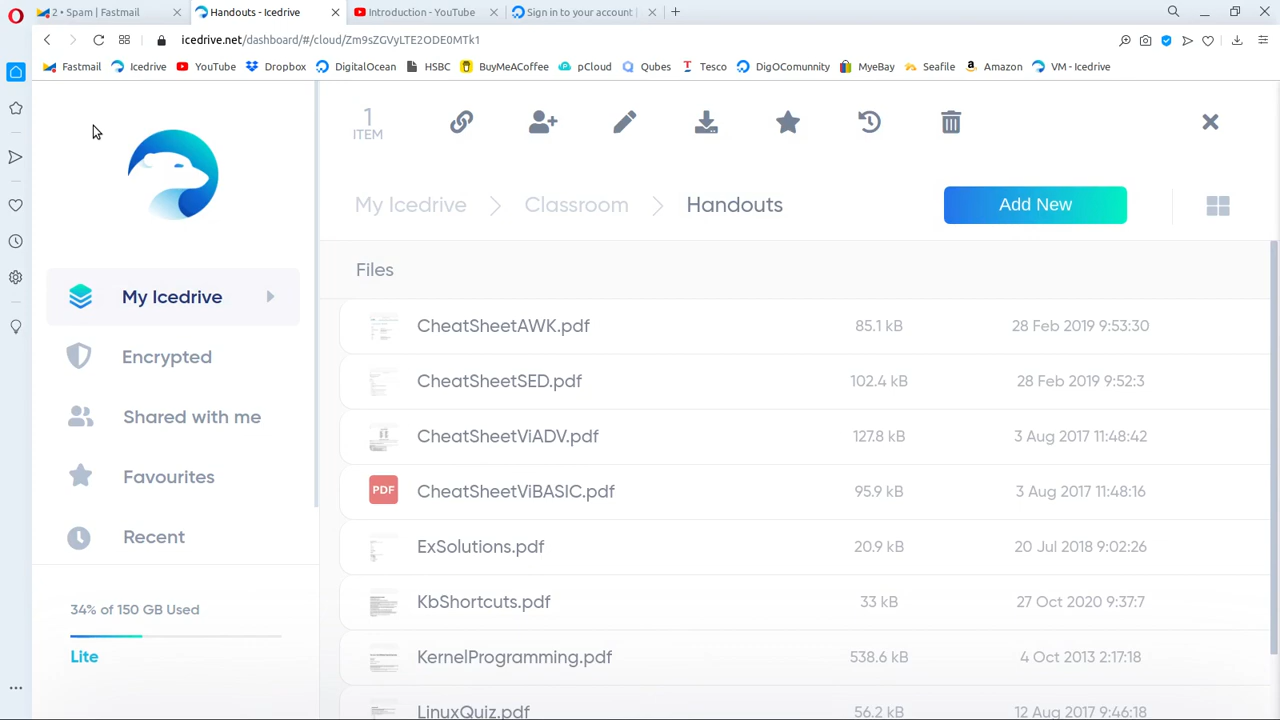 2 • Spam | Fastmail
Handouts - Icedrive
Introduction - YouTube
Sign in to your account |
icedrive.net/dashboard/#/cloud/Zm9sZGVyLTE2ODE0MTk1
Fastmail Icedrive YouTube Dropbox DigitalOcean HSBC BuyMeACoffee pCloud Qubes Tesco DigOComunnity MyeBay Seafile Amazon VM - Icedrive
1
ITEM
My Icedrive Classroom Handouts
Add New
Files
CheatSheetAWK.pdf 85.1 kB 28 Feb 2019 9:53:30
CheatSheetSED.pdf 102.4 kB 28 Feb 2019 9:52:3
CheatSheetViADV.pdf 127.8 kB 3 Aug 2017 11:48:42
PDF CheatSheetViBASIC.pdf 95.9 kB 3 Aug 2017 11:48:16
ExSolutions.pdf 20.9 kB 20 Jul 2018 9:02:26
KbShortcuts.pdf 33 kB 27 Oct 2020 9:37:7
KernelProgramming.pdf 538.6 kB 4 Oct 2013 2:17:18
LinuxQuiz.pdf 56.2 kB 12 Aug 2017 9:46:18
My Icedrive
Encrypted
Shared with me
Favourites
Recent
34% of 150 GB Used
Lite